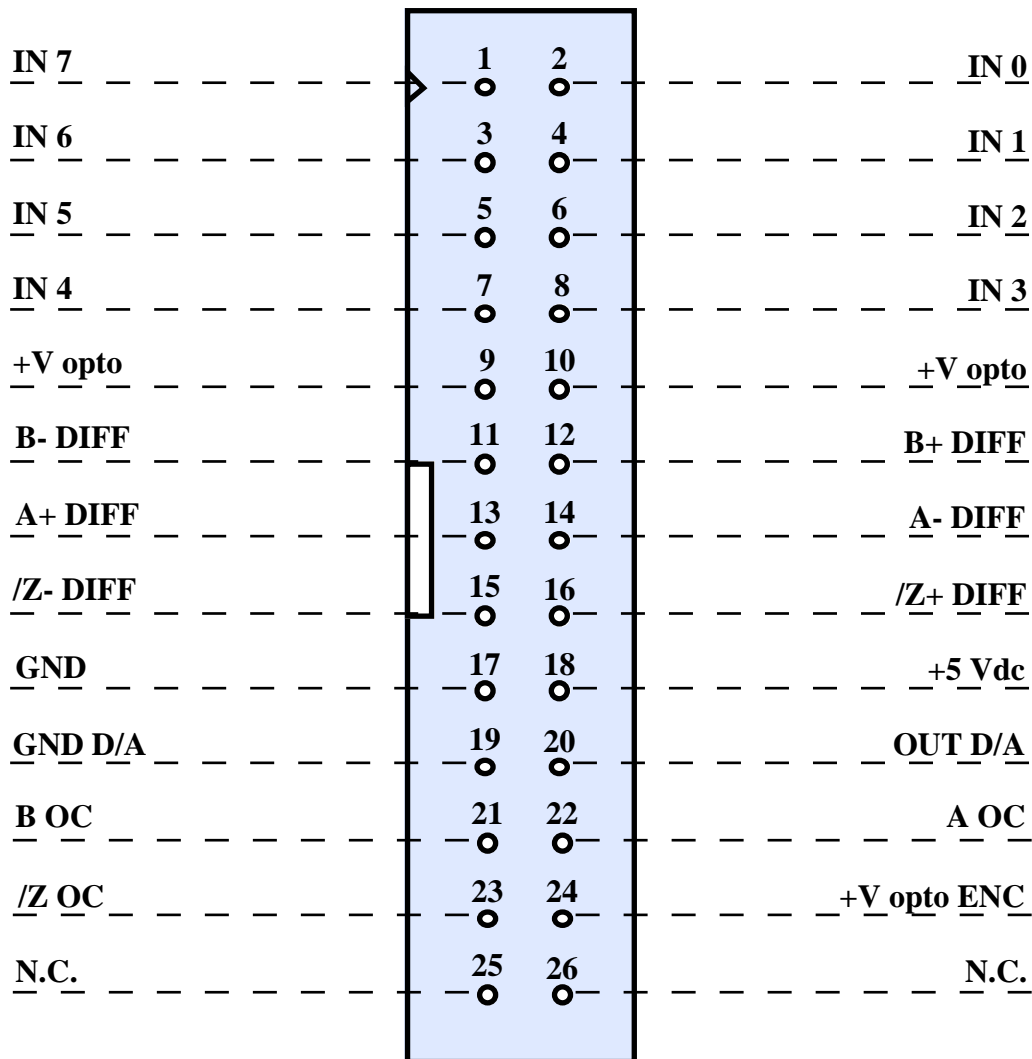 IN 7 1 2 IN 0
IN 6 3 4 IN 1
IN 5 5 6 IN 2
IN 4 7 8 IN 3
+V opto 9 10 +V opto
B- DIFF 11 12 B+ DIFF
A+ DIFF 13 14 A- DIFF
/Z- DIFF 15 16 /Z+ DIFF
GND 17 18 +5 Vdc
GND D/A 19 20 OUT D/A
B OC 21 22 A OC
/Z OC 23 24 +V opto ENC
N.C. 25 26 N.C.